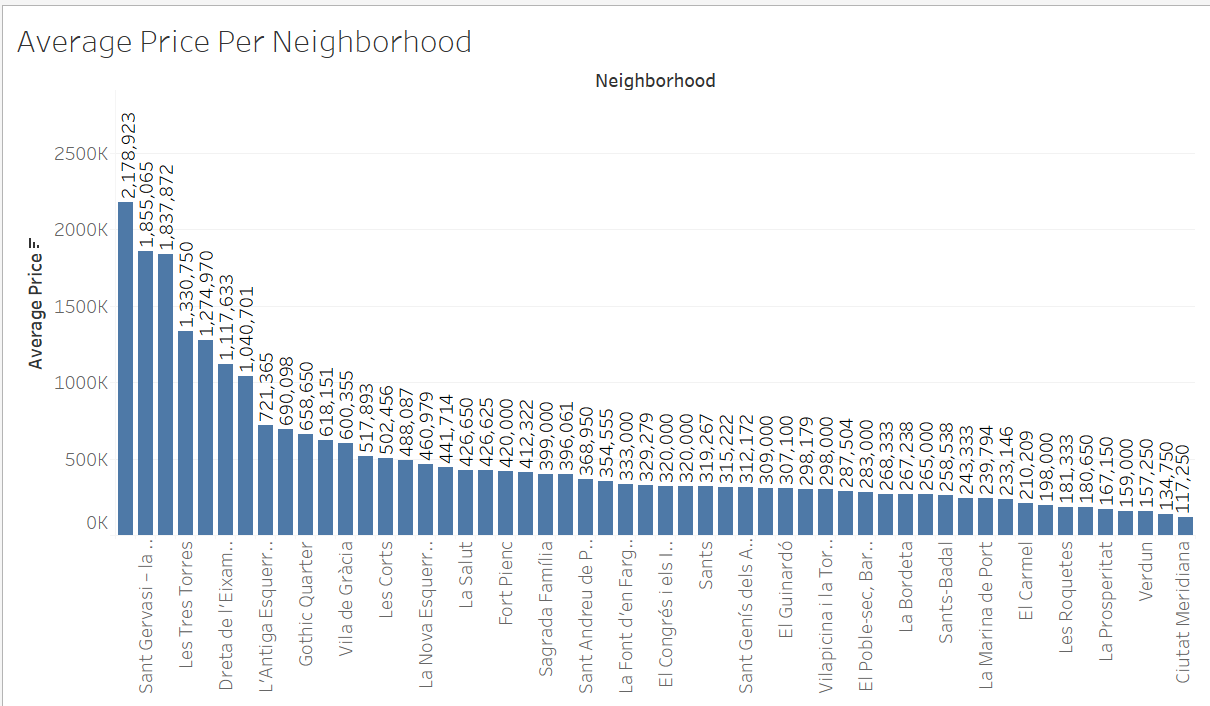 Average Price Per Neighborhood
Neighborhood
Average Price
2500K
2000K
1500K
1000K
500K
0K
2,178,923
1,855,065
1,837,872
1,330,750
1,274,970
1,117,633
1,040,701
721,365
690,098
658,650
618,151
600,355
517,893
502,456
488,087
460,979
441,714
426,650
426,625
420,000
412,322
399,000
396,061
368,950
354,555
333,000
329,279
320,000
320,000
319,267
315,222
312,172
309,000
307,100
298,179
298,000
287,504
283,000
268,333
267,238
265,000
258,538
243,333
239,794
233,146
210,209
198,000
181,333
180,650
167,150
159,000
157,250
134,750
117,250
Sant Gervasi – la ..
Les Tres Torres
Dreta de l'Eixam..
L'Antiga Esquerr..
Gothic Quarter
Vila de Gràcia
Les Corts
La Nova Esquerr..
La Salut
Fort Pienc
Sagrada Família
Sant Andreu de P..
La Font d'en Farg..
El Congrés i els I..
Sants
Sant Genís dels A..
El Guinardó
Vilapicina i la Tor..
El Poble-sec, Bar..
La Bordeta
Sants-Badal
La Marina de Port
El Carmel
Les Roquetes
La Prosperitat
Verdun
Ciutat Meridiana